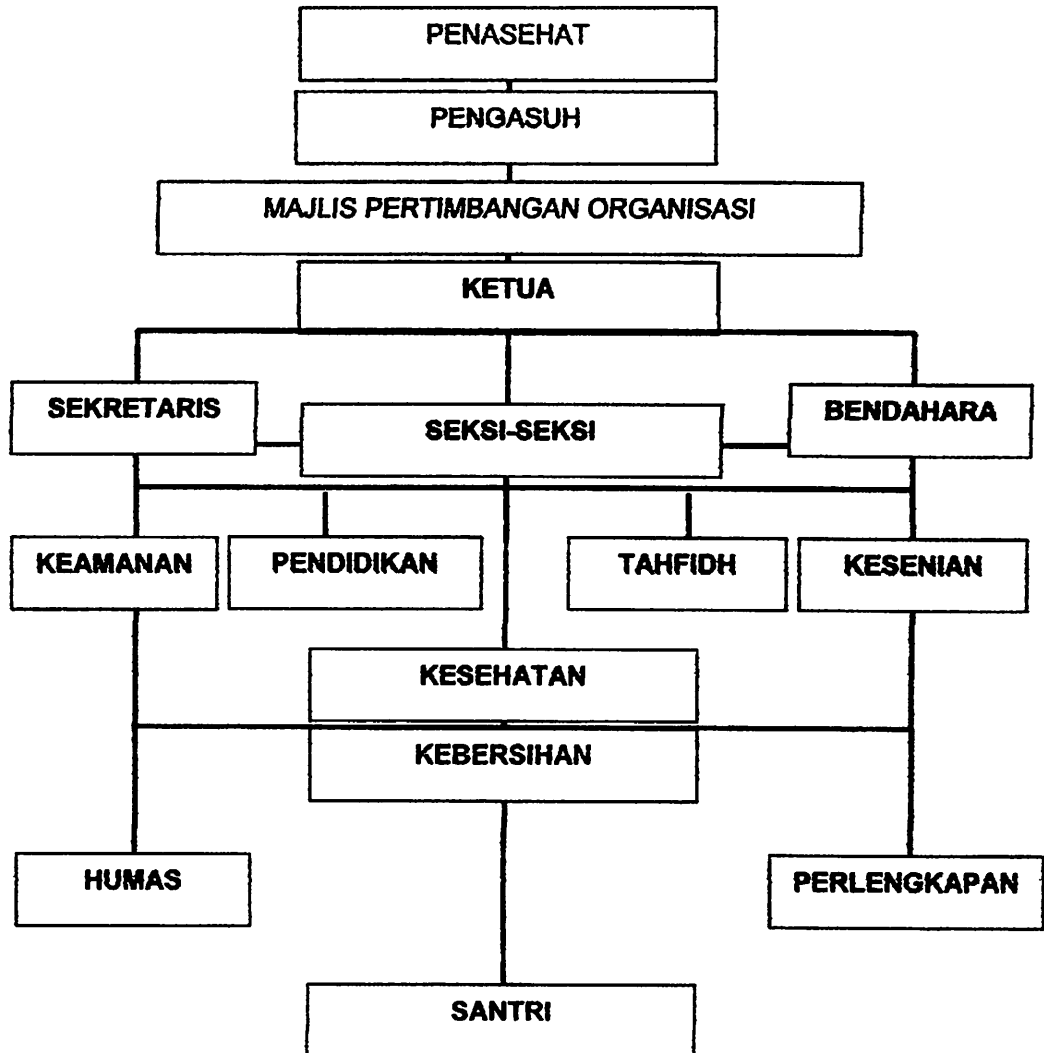 PENASEHAT
PENGASUH
MAJLIS PERTIMBANGAN ORGANISASI
KETUA
SEKRETARIS
SEKSI-SEKSI
BENDAHARA
KEAMANAN
PENDIDIKAN
TAHFIDH
KESENIAN
KESEHATAN
KEBERSIHAN
HUMAS
PERLENGKAPAN
SANTRI